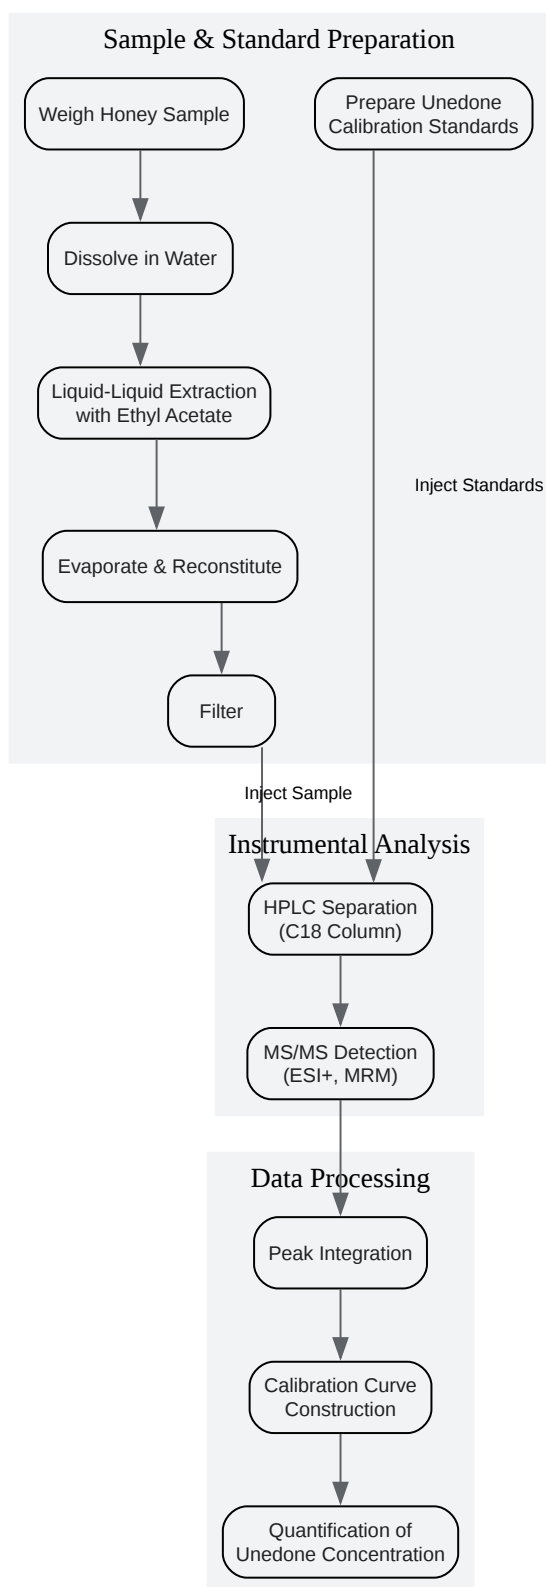 Sample & Standard Preparation
Weigh Honey Sample
Prepare Unedone
Calibration Standards
Dissolve in Water
Liquid-Liquid Extraction
with Ethyl Acetate
Inject Standards
Evaporate & Reconstitute
Filter
Inject Sample
Instrumental Analysis
HPLC Separation
(C18 Column)
MS/MS Detection
(ESI+, MRM)
Data Processing
Peak Integration
Calibration Curve
Construction
Quantification of
Unedone Concentration